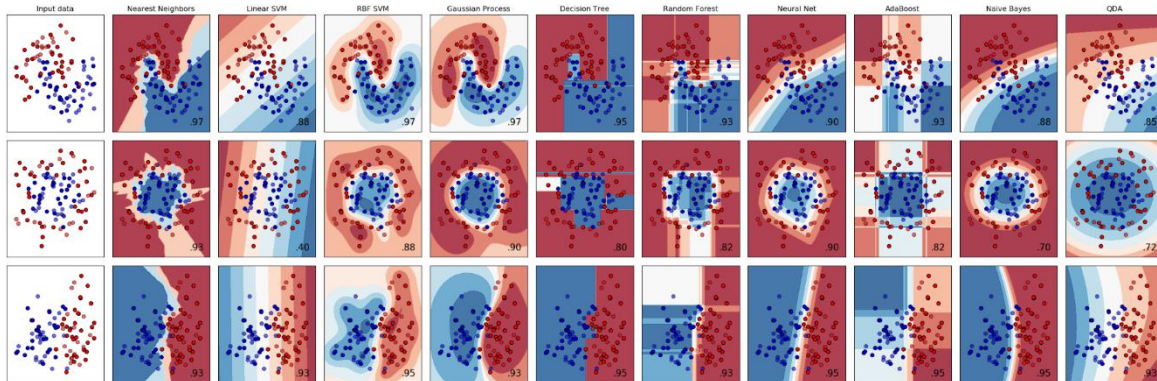 Input data
Nearest Neighbors
Linear SVM
RBF SVM
Gaussian Process
Decision Tree
Random Forest
Neural Net
AdaBoost
Naive Bayes
QDA
.97
.88
.97
.97
.95
.93
.90
.93
.88
.85
.93
.40
.88
.90
.80
.82
.90
.82
.70
.72
.93
.93
.95
.93
.93
.93
.95
.95
.95
.93